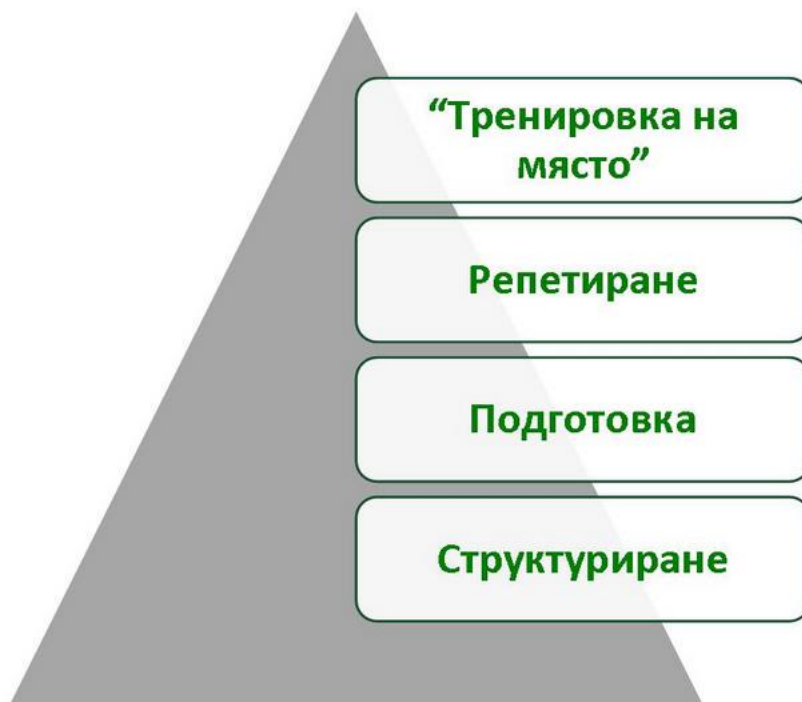 “Тренировка на
място”
Репетиране
Подготовка
Структуриране